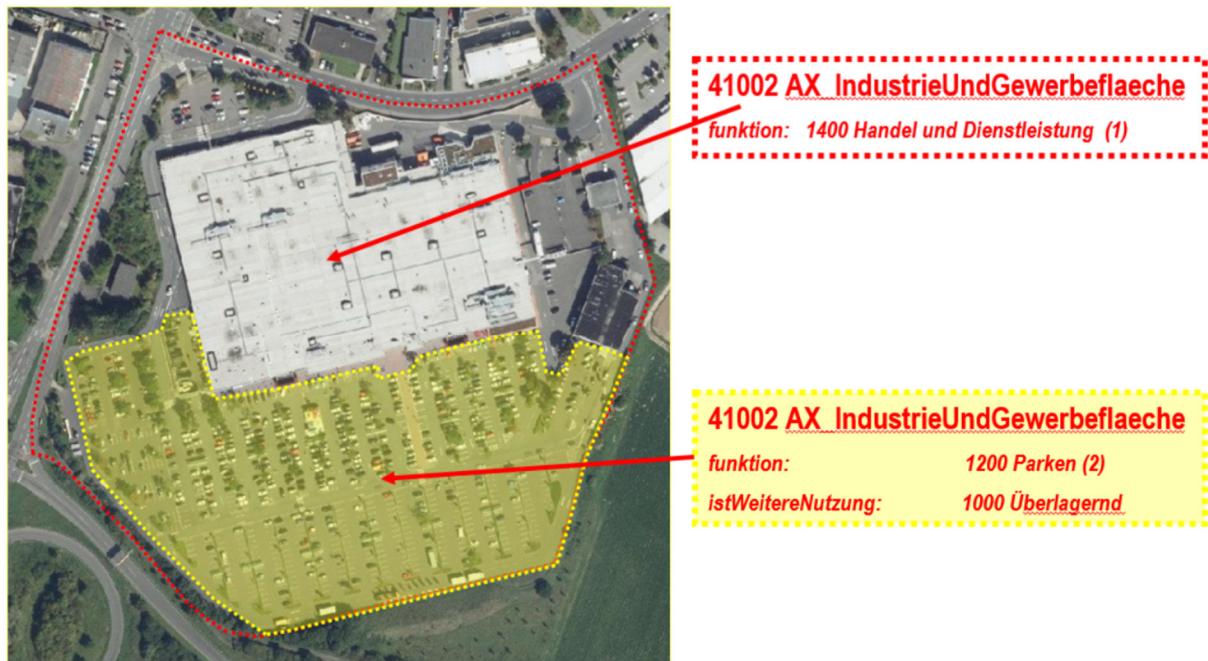 41002 AX_IndustrieUndGewerbeflaeche
funktion: 1400 Handel und Dienstleistung (1)
41002 AX_IndustrieUndGewerbeflaeche
funktion: 1200 Parken (2)
istWeitereNutzung: 1000 Überlagernd